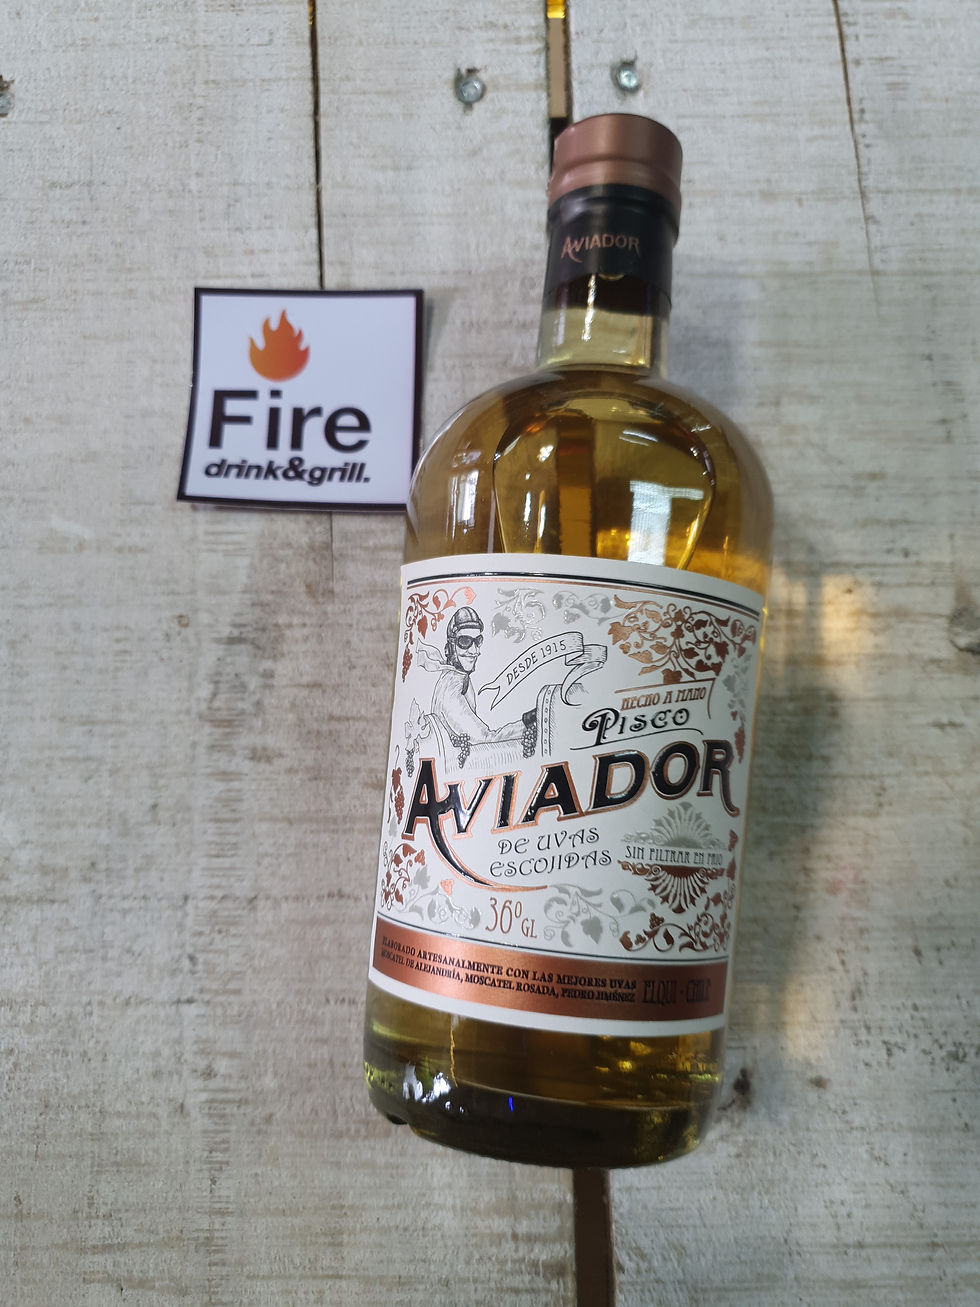 AVIADOR
Fire
drink&grill.
DESDE 1915
HECHO A MANO
PISCO
AVIADOR
DE UVAS
ESCOJIDAS
SIN FILTRAR EN FRIO
36º GL
ELABORADO ARTESANALMENTE CON LAS MEJORES UVAS
MOSCATEL DE ALEJANDRÍA, MOSCATEL ROSADA, PEDRO JIMÉNEZ
ELQUI - CHILE